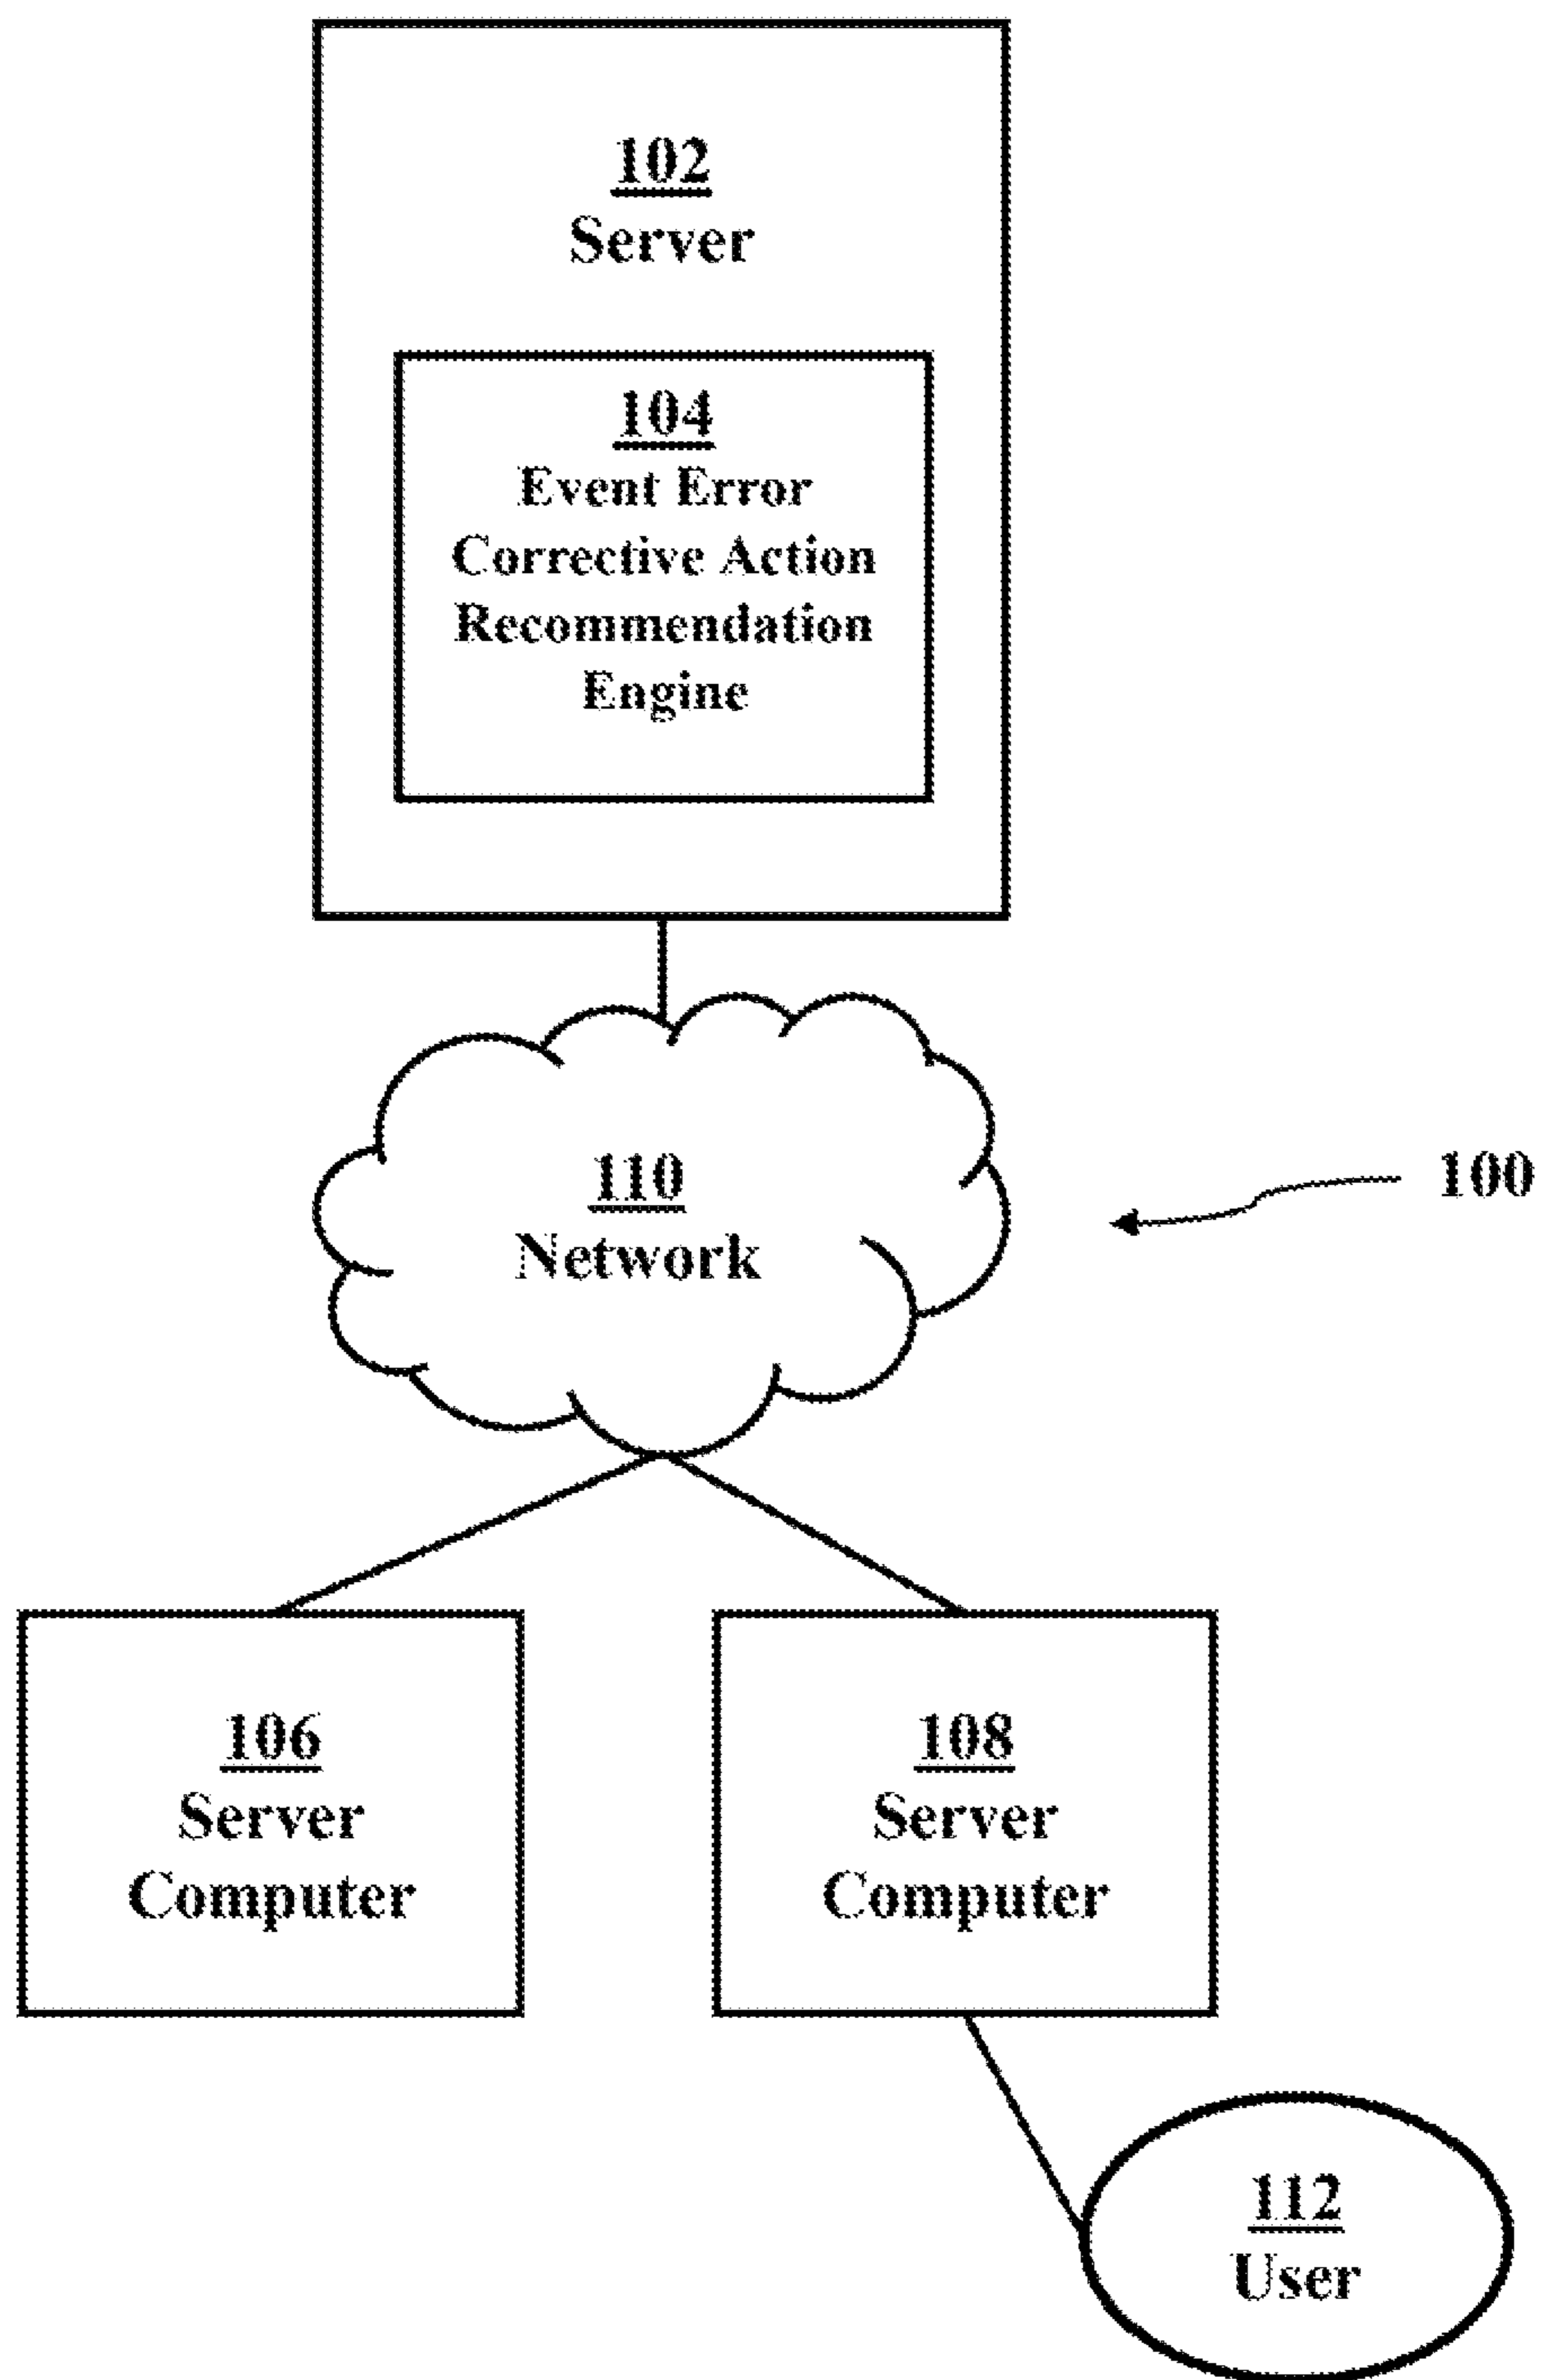 102
Server
104
Event Error
Corrective Action
Recommendation
Engine
110
Network
100
106
Server
Computer
108
Server
Computer
112
User